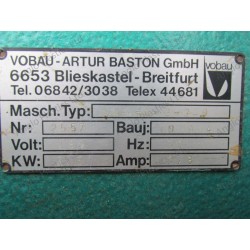 VOBAU-ARTUR BASTON GmbH
6653 Blieskastel-Breitfurt
vobau
Tel. 06842/3038 Telex 44681
Masch.Typ:
Nr: Bauj:
Volt: Hz:
KW: Amp: